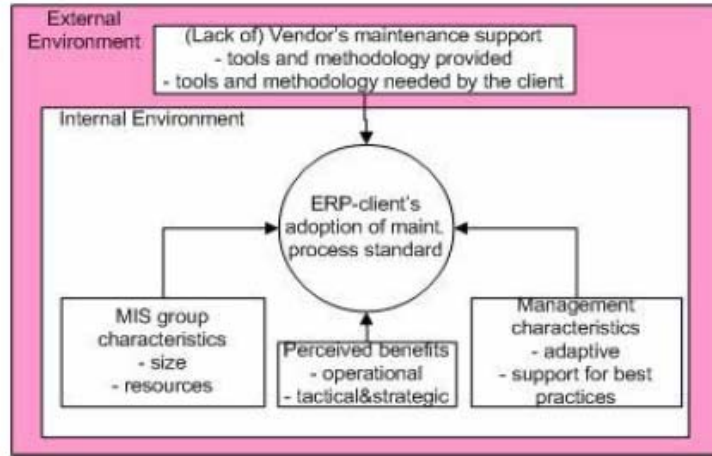 External
Environment
(Lack of) Vendor's maintenance support
- tools and methodology provided
- tools and methodology needed by the client
Internal Environment
ERP-client's
adoption of maint.
process standard
MIS group
characteristics
- size
- resources
Perceived benefits
- operational
- tactical&strategic
Management
characteristics
- adaptive
- support for best
practices